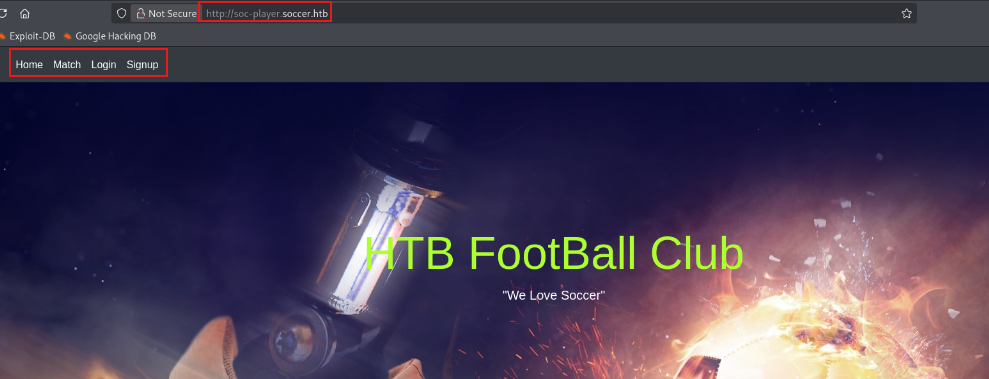 Not Secure http://soc-player.soccer.htb
Exploit-DB Google Hacking DB
Home Match Login Signup
HTB FootBall Club
"We Love Soccer"